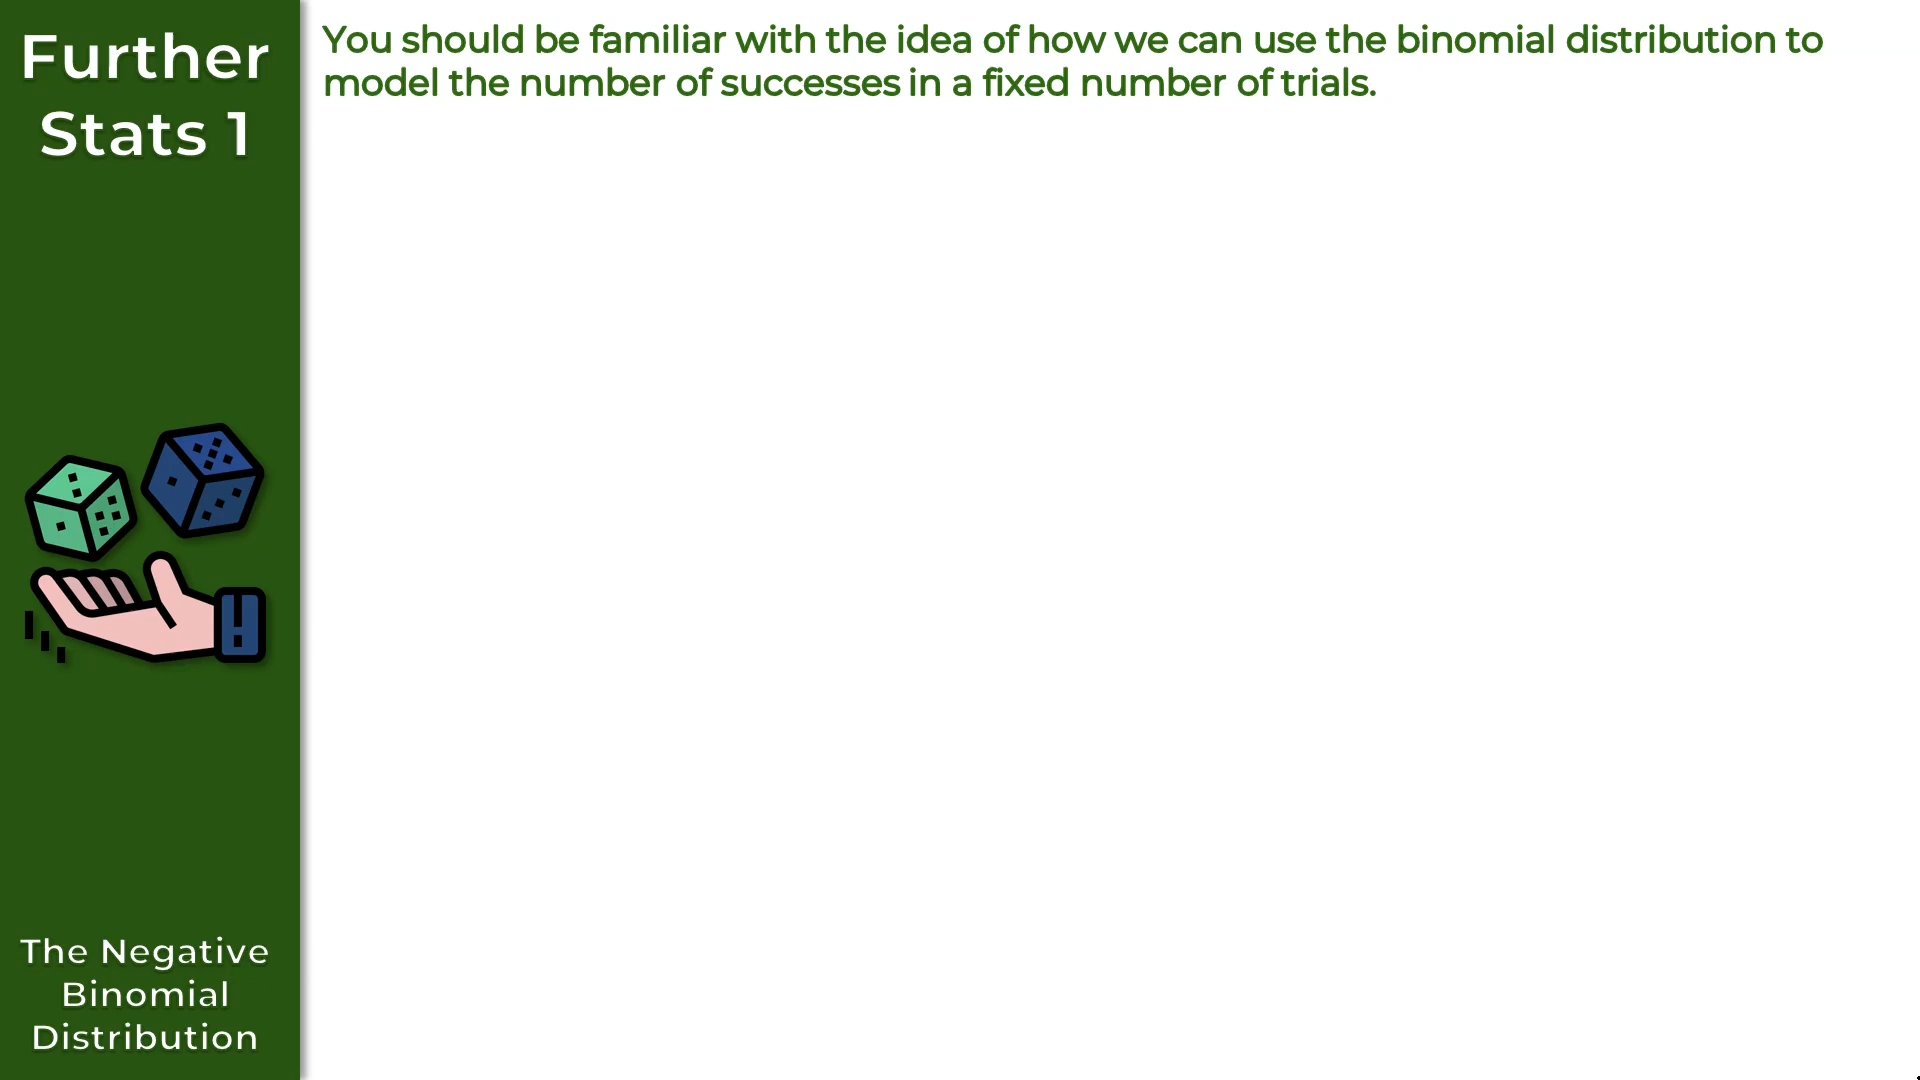 Further
Stats 1
You should be familiar with the idea of how we can use the binomial distribution to
model the number of successes in a fixed number of trials.
The Negative
Binomial
Distribution